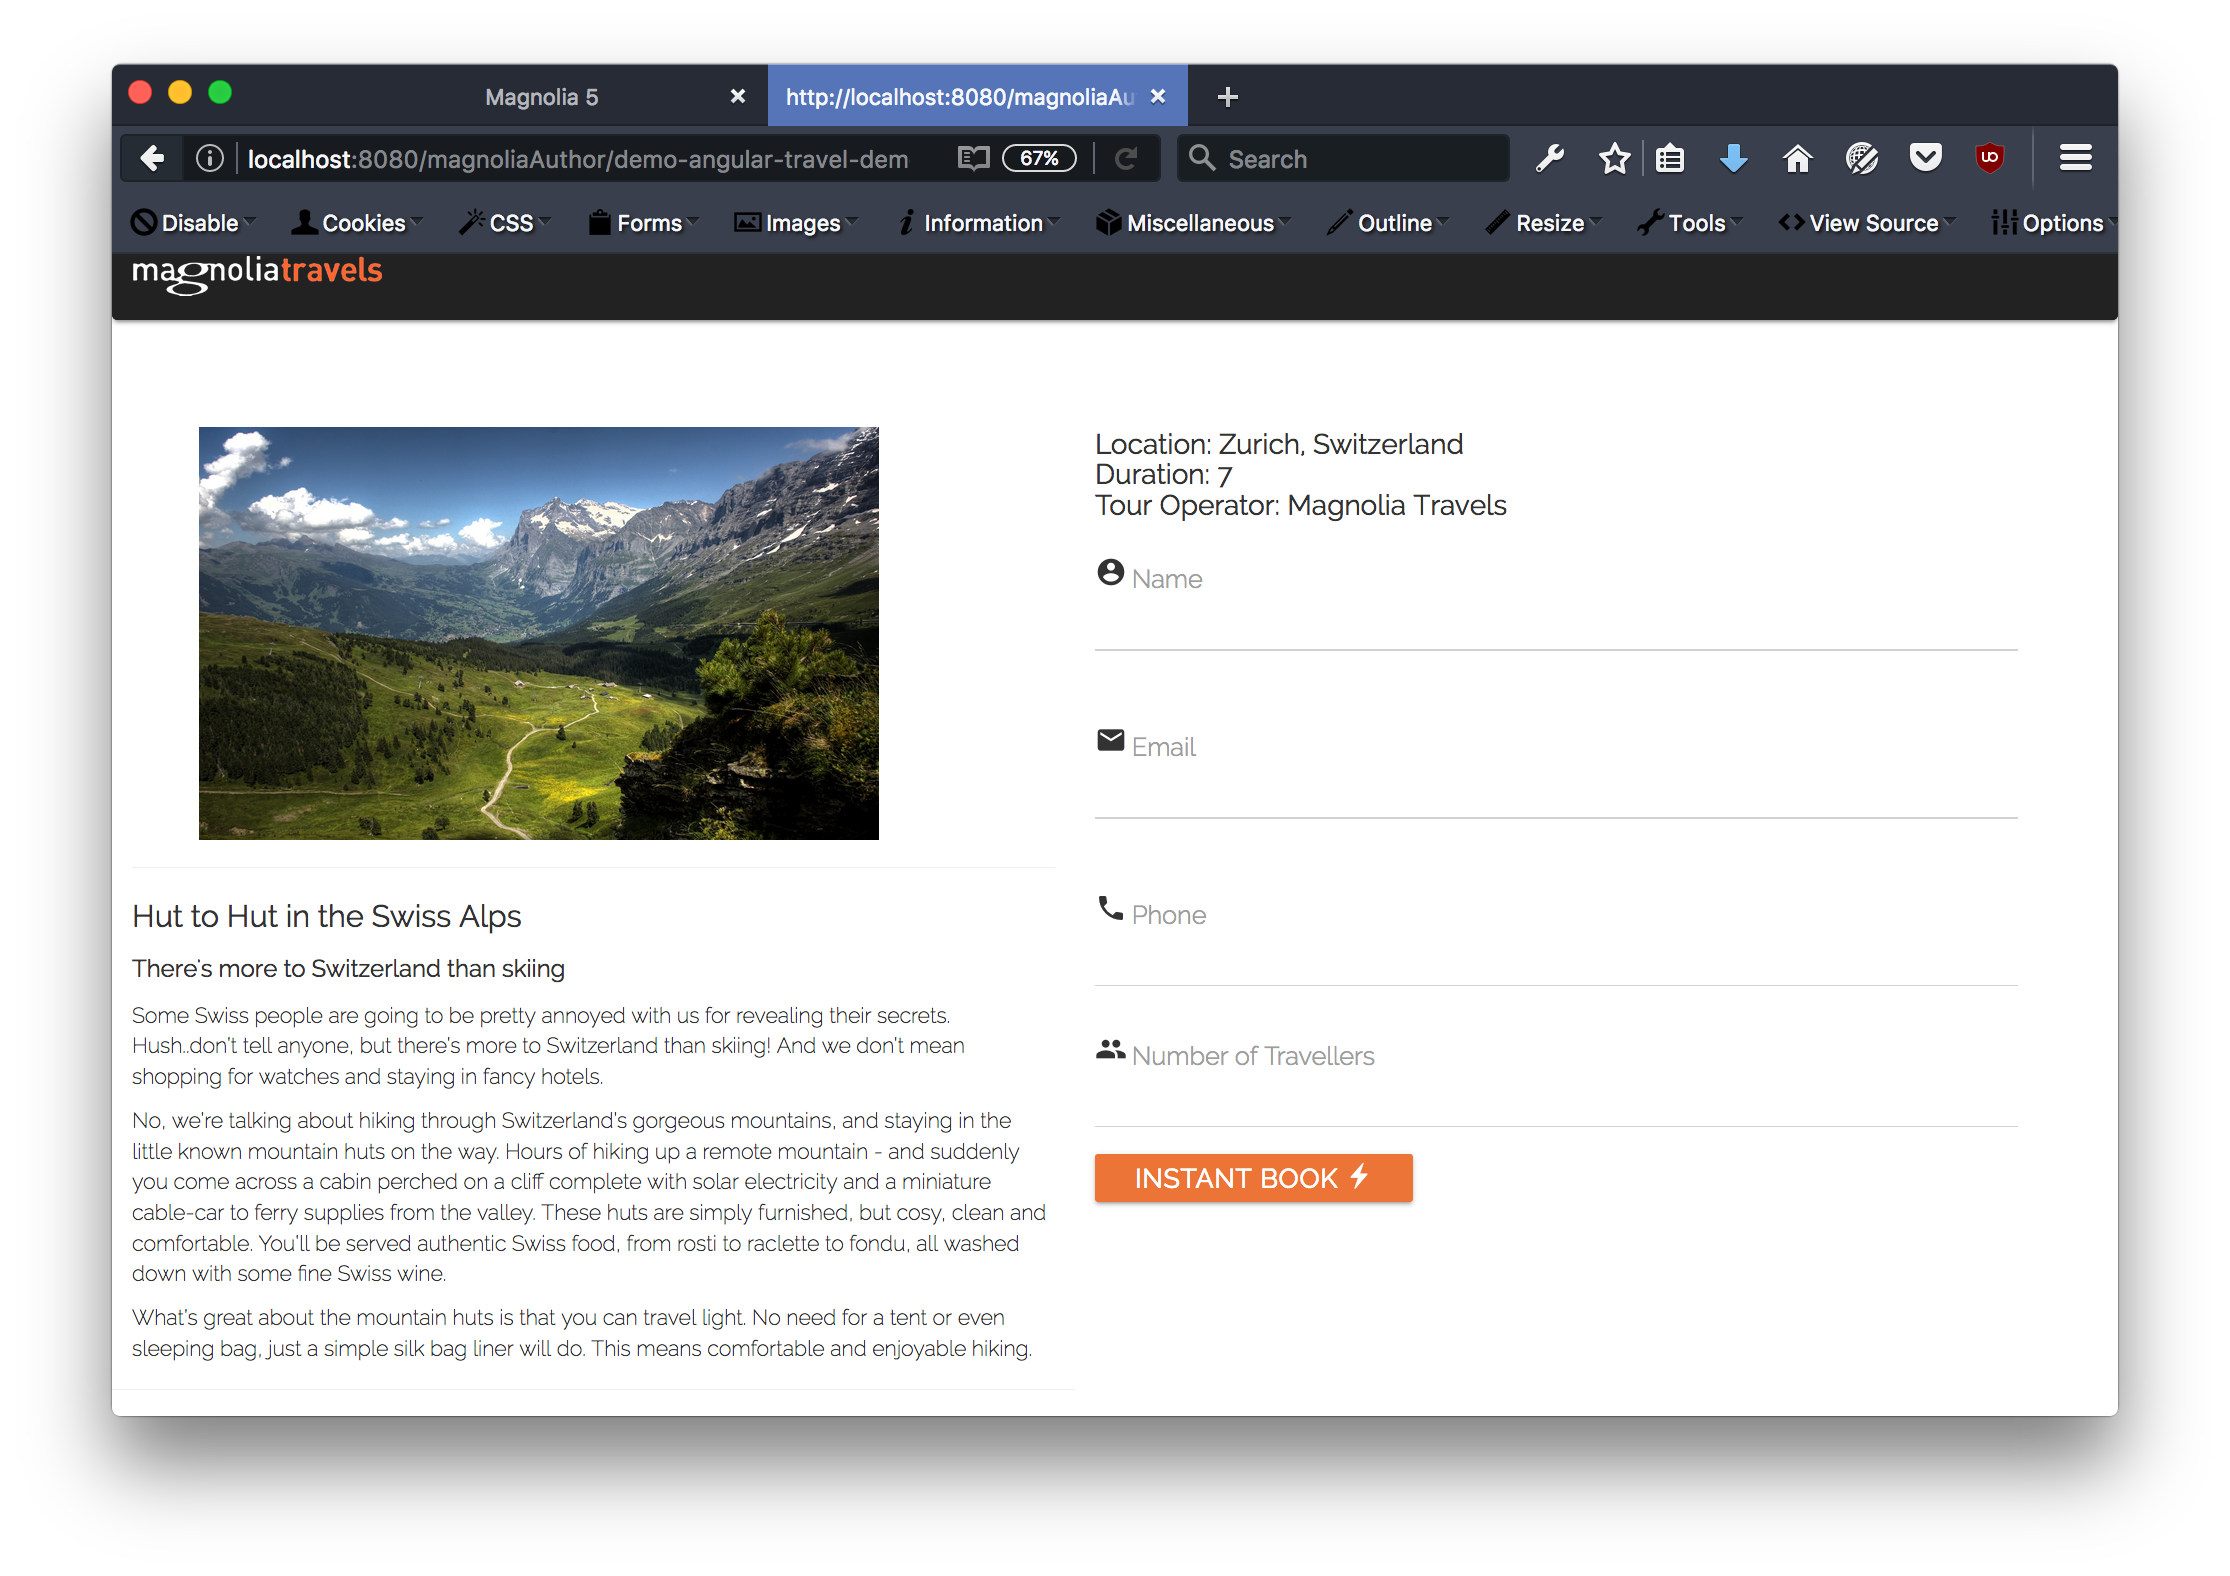 Magnolia 5
http://localhost:8080/magnoliaAu
localhost:8080/magnoliaAuthor/demo-angular-travel-dem
67%
Search
Disable
Cookies
CSS
Forms
Images
Information
Miscellaneous
Outline
Resize
Tools
View Source
Options
magnoliatravels
Location: Zurich, Switzerland
Duration: 7
Tour Operator: Magnolia Travels
Name
Email
Phone
Number of Travellers
INSTANT BOOK
Hut to Hut in the Swiss Alps
There's more to Switzerland than skiing
Some Swiss people are going to be pretty annoyed with us for revealing their secrets.
Hush..don't tell anyone, but there's more to Switzerland than skiing! And we don't mean
shopping for watches and staying in fancy hotels.
No, we're talking about hiking through Switzerland's gorgeous mountains, and staying in the
little known mountain huts on the way. Hours of hiking up a remote mountain - and suddenly
you come across a cabin perched on a cliff complete with solar electricity and a miniature
cable-car to ferry supplies from the valley. These huts are simply furnished, but cosy, clean and
comfortable. You'll be served authentic Swiss food, from rosti to raclette to fondu, all washed
down with some fine Swiss wine.
What's great about the mountain huts is that you can travel light. No need for a tent or even
sleeping bag, just a simple silk bag liner will do. This means comfortable and enjoyable hiking.